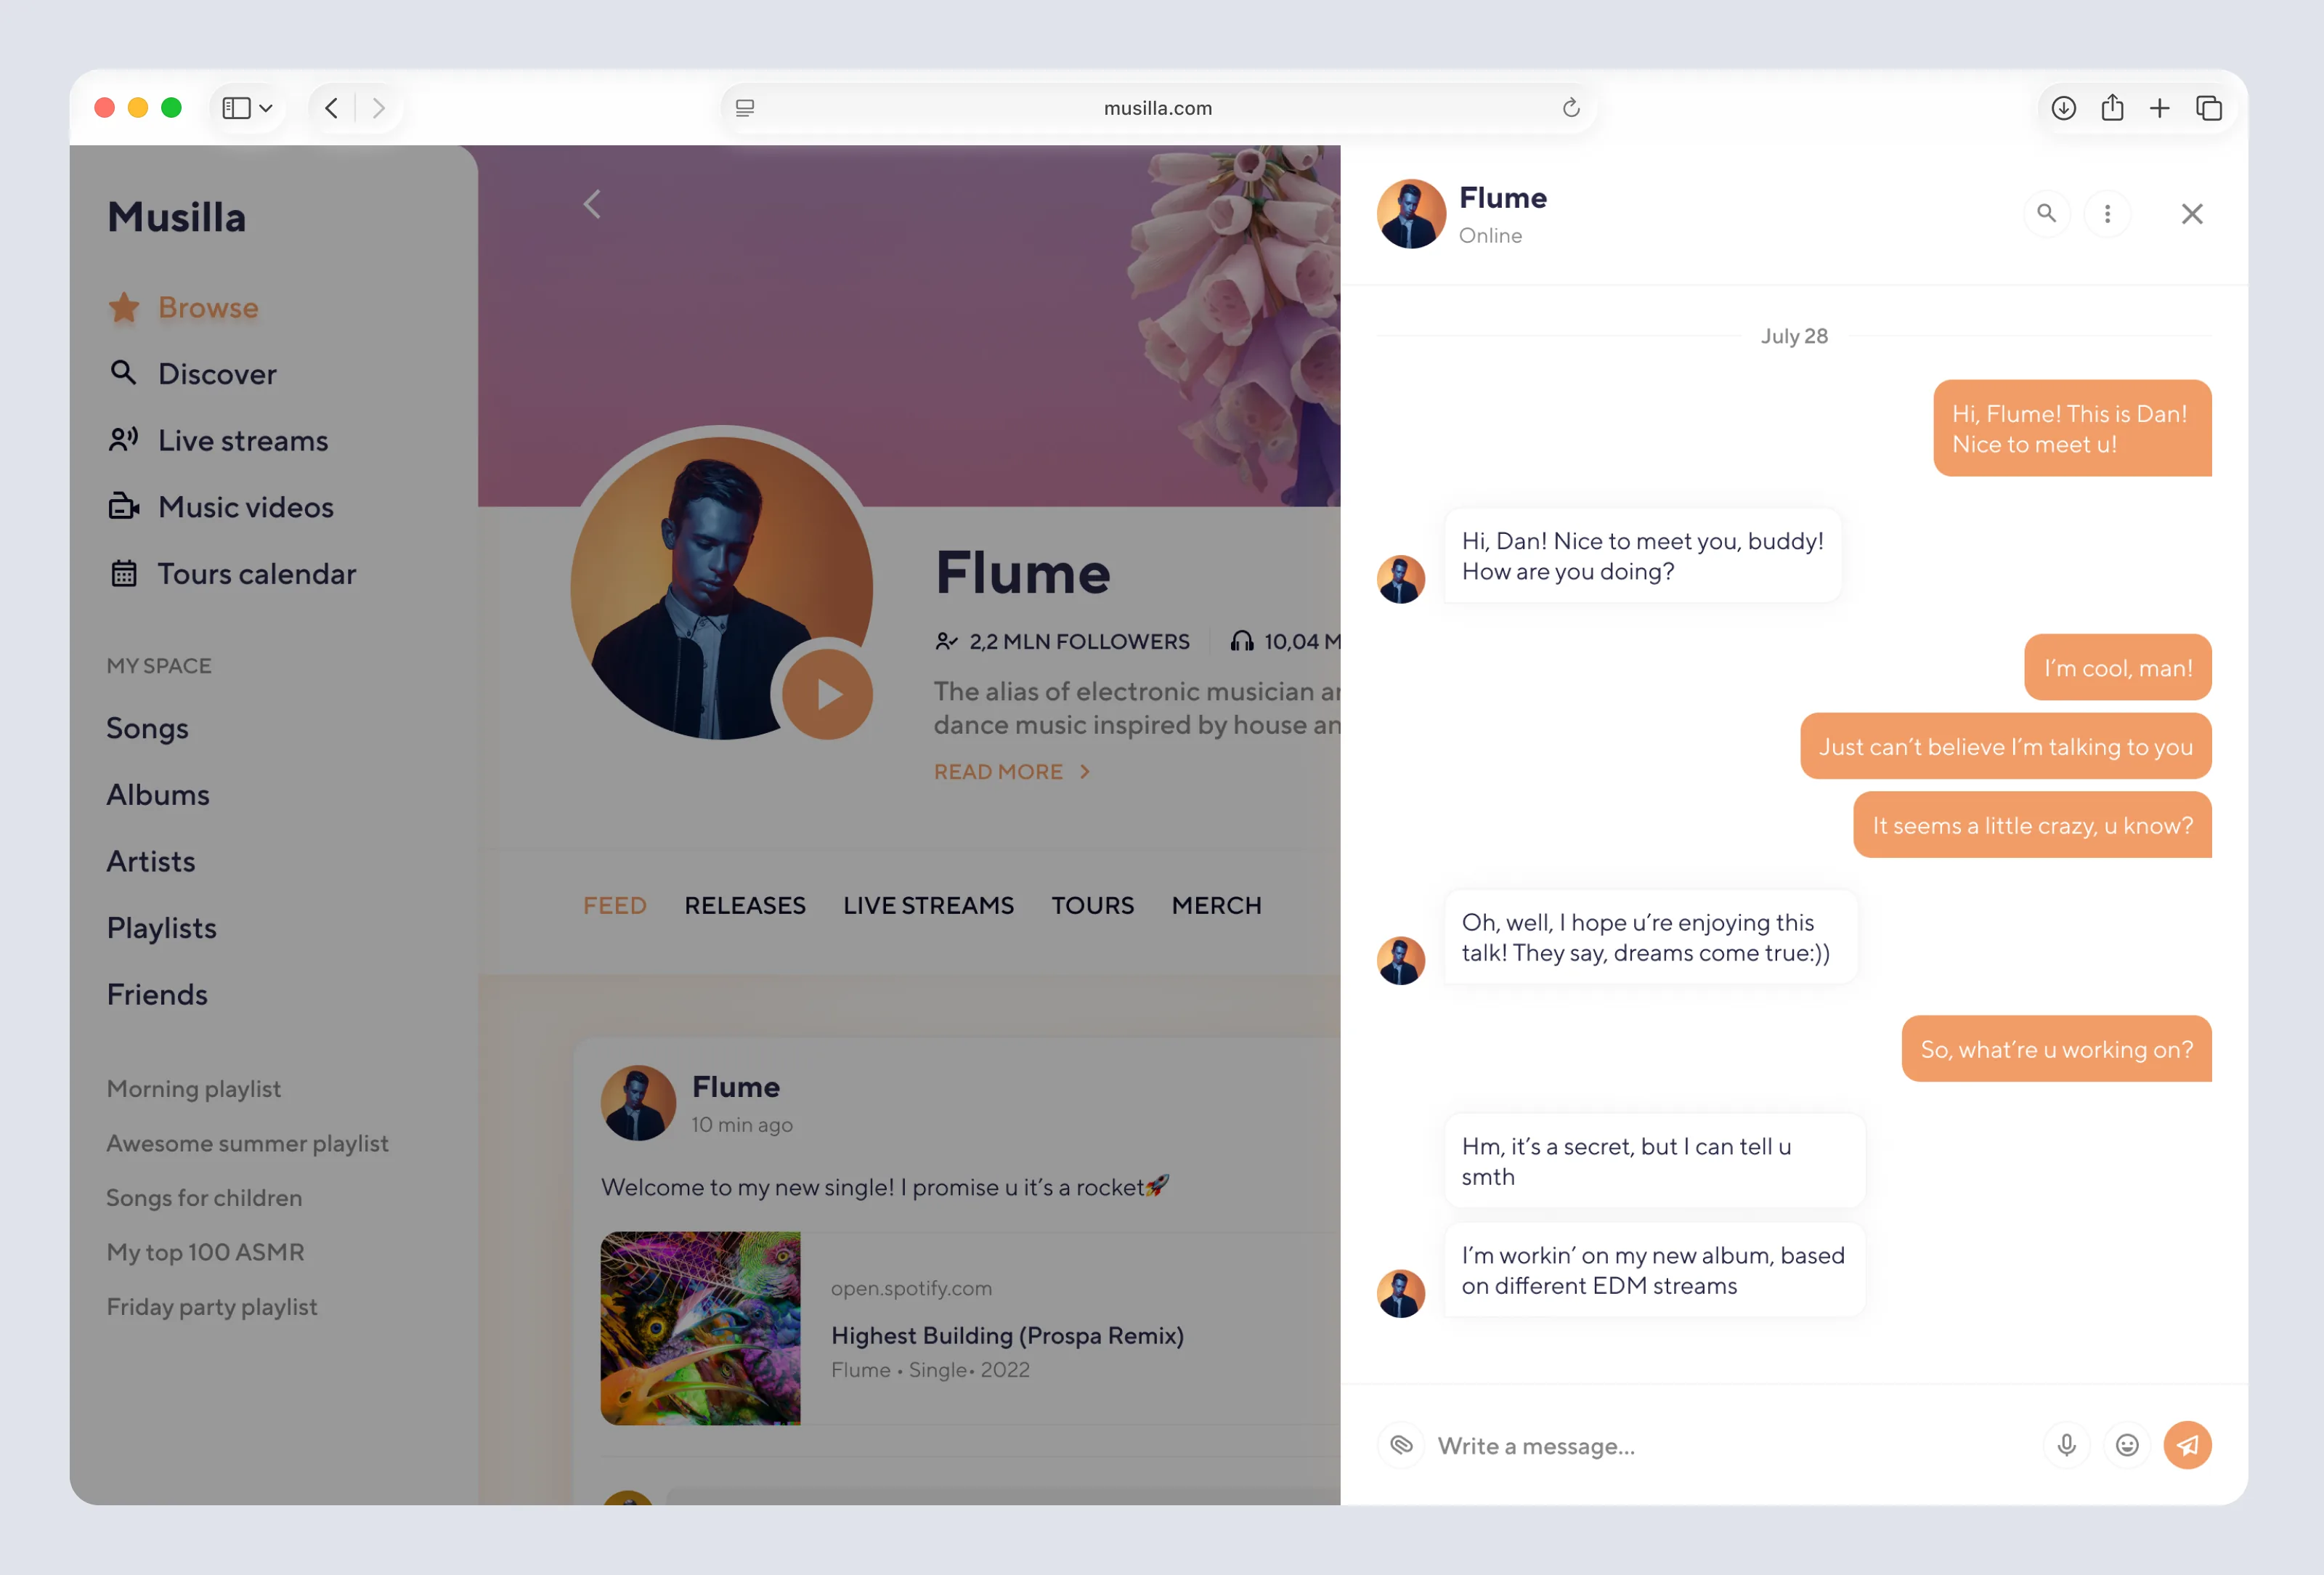 musilla.com
Musilla
Browse
Discover
Live streams
Music videos
Tours calendar
MY SPACE
Songs
Albums
Artists
Playlists
Friends
Morning playlist
Awesome summer playlist
Songs for children
My top 100 ASMR
Friday party playlist
Flume
2,2 MLN FOLLOWERS
10,04 M
The alias of electronic musician
dance music inspired by house
READ MORE
FEED
RELEASES
LIVE STREAMS
TOURS
MERCH
Flume
10 min ago
Welcome to my new single! I promise u it’s a rocket🚀
open.spotify.com
Highest Building (Prospa Remix)
Flume • Single• 2022
Flume
Online
July 28
Hi, Flume! This is Dan!
Nice to meet u!
Hi, Dan! Nice to meet you, buddy!
How are you doing?
I’m cool, man!
Just can’t believe I’m talking to you
It seems a little crazy, u know?
Oh, well, I hope u’re enjoying this
talk! They say, dreams come true:))
So, what’re u working on?
Hm, it’s a secret, but I can tell u
smth
I’m workin’ on my new album, based
on different EDM streams
Write a message...